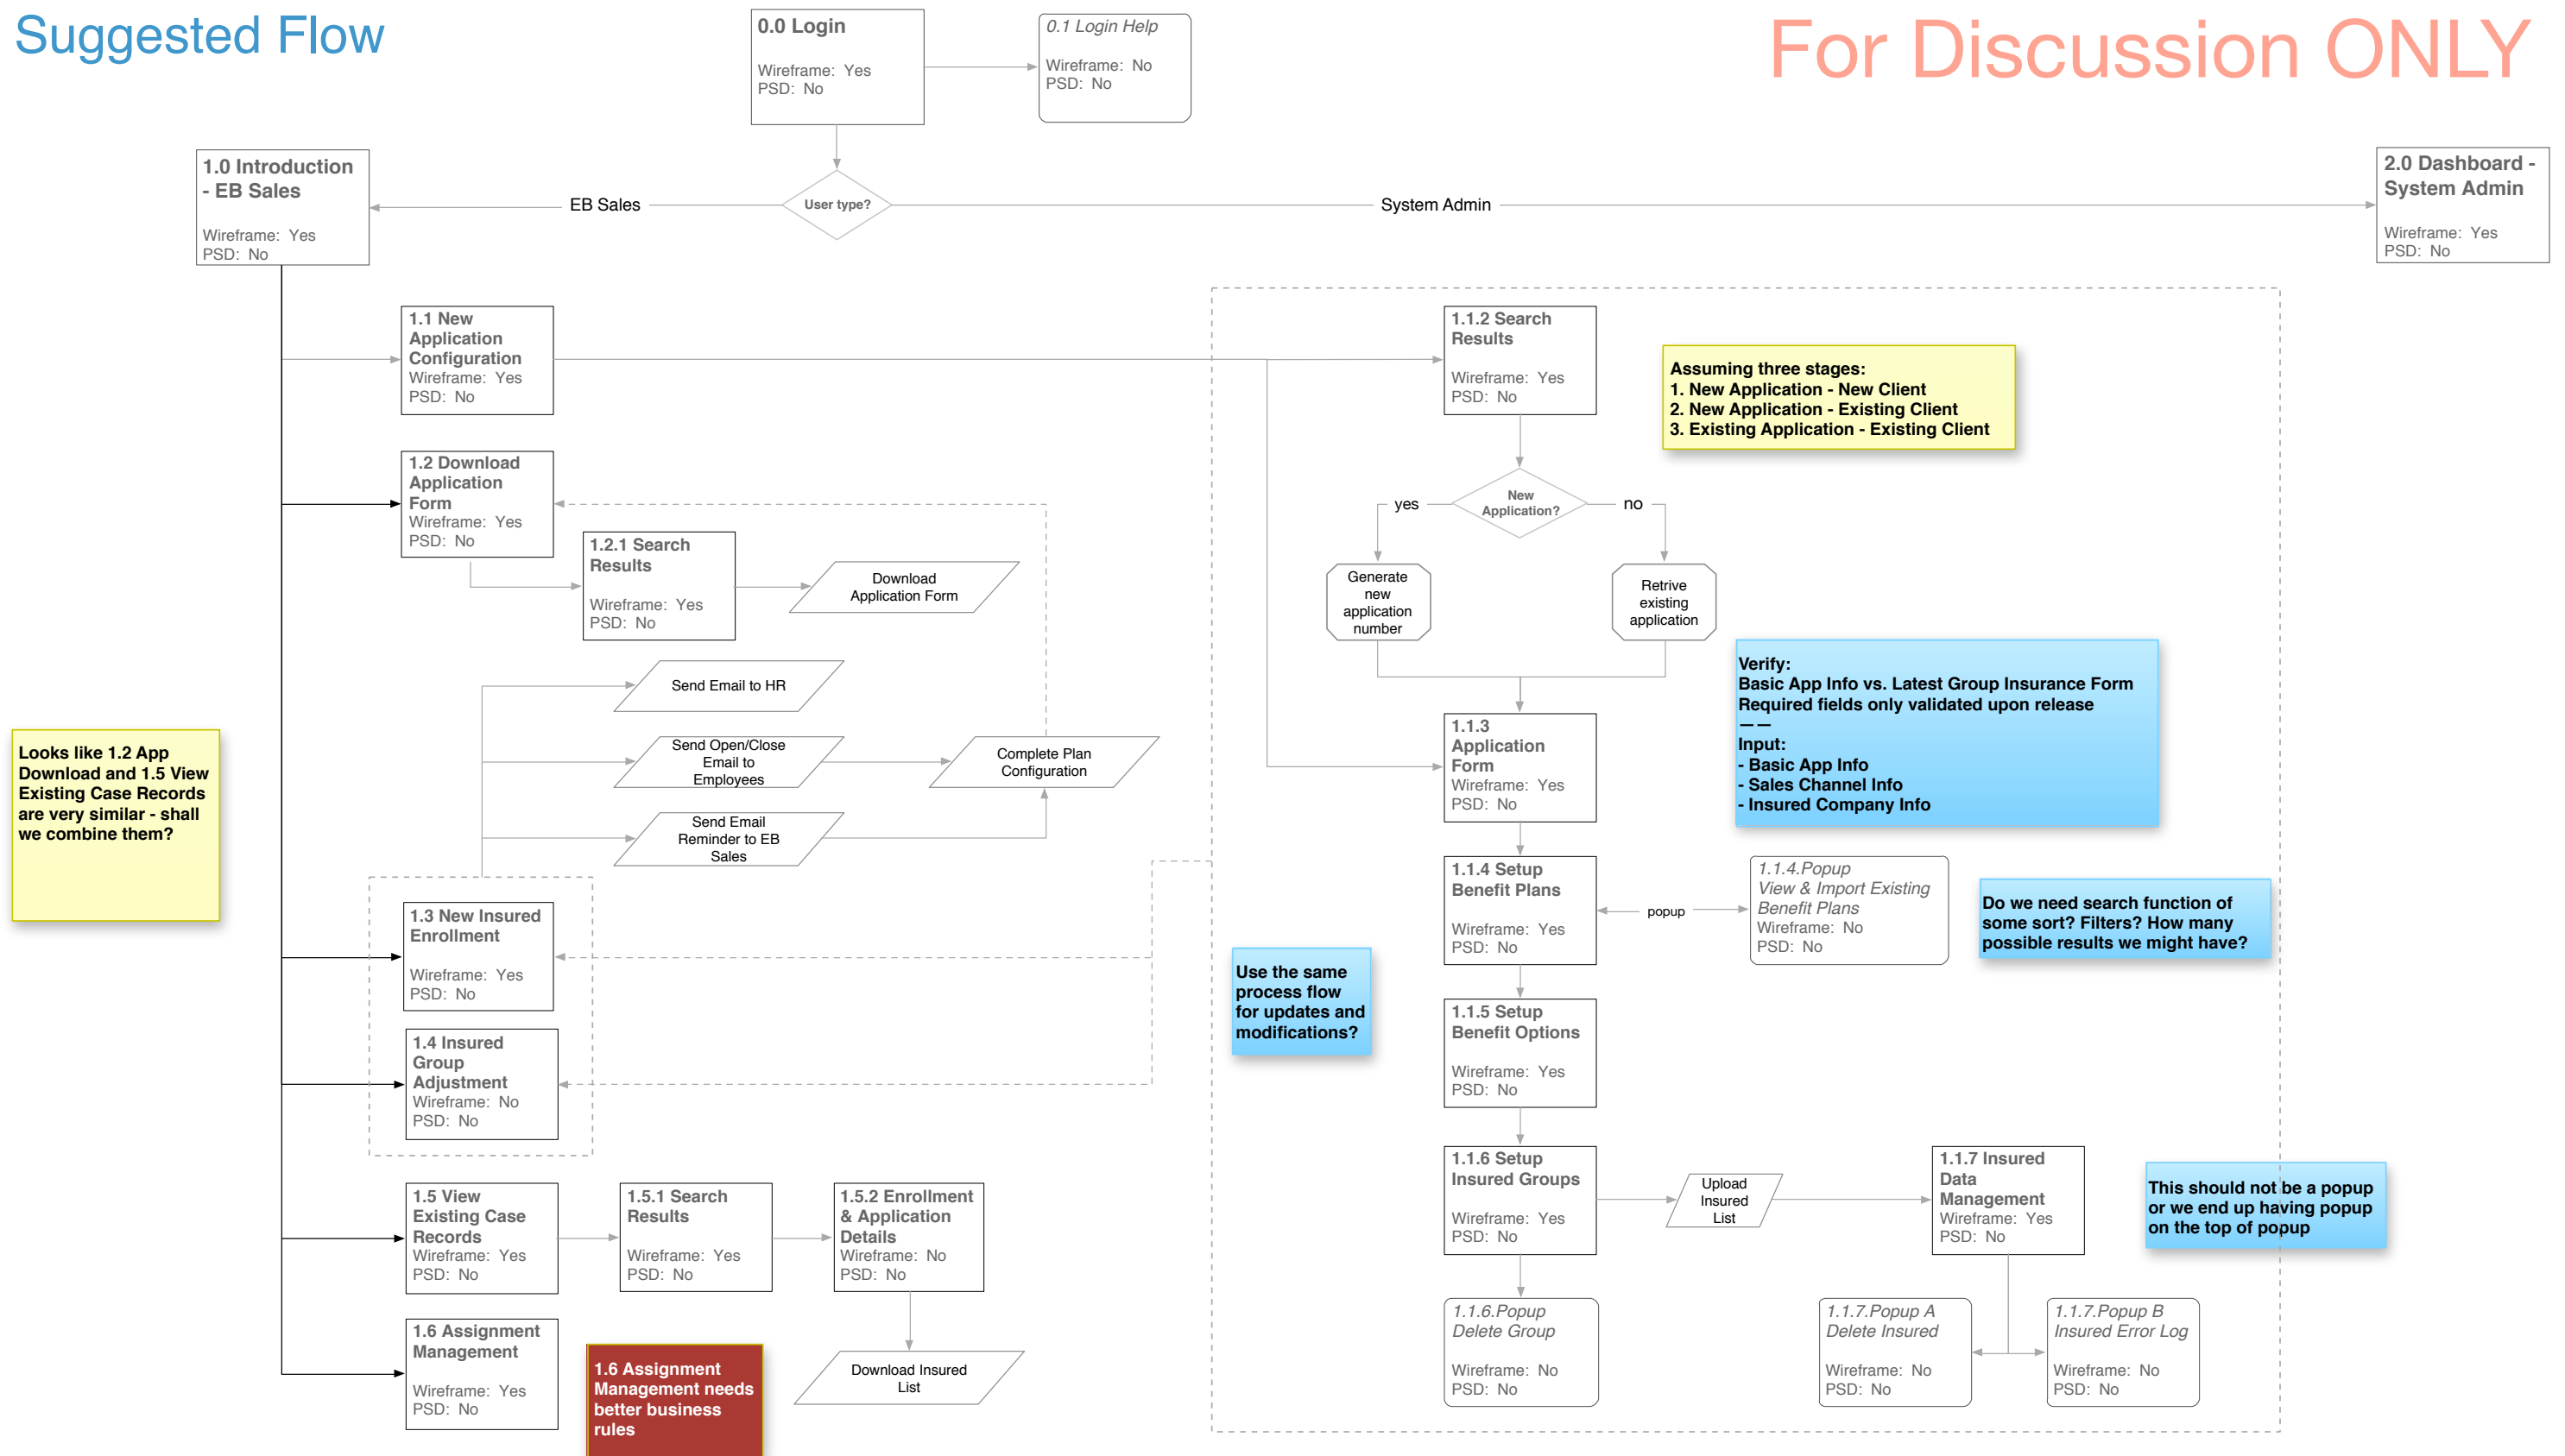 Suggested Flow
For Discussion ONLY
0.0 Login
Wireframe: Yes
PSD: No
0.1 Login Help
Wireframe: No
PSD: No
1.0 Introduction
- EB Sales
Wireframe: Yes
PSD: No
EB Sales
User type?
System Admin
2.0 Dashboard -
System Admin
Wireframe: Yes
PSD: No
1.1 New
Application
Configuration
Wireframe: Yes
PSD: No
1.1.2 Search
Results
Wireframe: Yes
PSD: No
Assuming three stages:
1. New Application - New Client
2. New Application - Existing Client
3. Existing Application - Existing Client
1.2 Download
Application
Form
Wireframe: Yes
PSD: No
yes
New
Application?
no
1.2.1 Search
Results
Wireframe: Yes
PSD: No
Download
Application Form
Generate
new
application
number
Retrive
existing
application
Send Email to HR
Send Open/Close
Email to
Employees
Complete Plan
Configuration
Send Email
Reminder to EB
Sales
Looks like 1.2 App
Download and 1.5 View
Existing Case Records
are very similar - shall
we combine them?
1.1.3
Application
Form
Wireframe: Yes
PSD: No
Verify:
Basic App Info vs. Latest Group Insurance Form
Required fields only validated upon release
——
Input:
- Basic App Info
- Sales Channel Info
- Insured Company Info
1.3 New Insured
Enrollment
Wireframe: Yes
PSD: No
1.1.4 Setup
Benefit Plans
Wireframe: Yes
PSD: No
popup
1.1.4.Popup
View & Import Existing
Benefit Plans
Wireframe: No
PSD: No
Do we need search function of
some sort? Filters? How many
possible results we might have?
Use the same
process flow
for updates and
modifications?
1.4 Insured
Group
Adjustment
Wireframe: No
PSD: No
1.1.5 Setup
Benefit Options
Wireframe: Yes
PSD: No
1.5 View
Existing Case
Records
Wireframe: Yes
PSD: No
1.5.1 Search
Results
Wireframe: Yes
PSD: No
1.5.2 Enrollment
& Application
Details
Wireframe: No
PSD: No
1.1.6 Setup
Insured Groups
Wireframe: Yes
PSD: No
Upload
Insured
List
1.1.7 Insured
Data
Management
Wireframe: Yes
PSD: No
This should not be a popup
or we end up having popup
on the top of popup
1.6 Assignment
Management
Wireframe: Yes
PSD: No
1.6 Assignment
Management needs
better business
rules
Download Insured
List
1.1.6.Popup
Delete Group
Wireframe: No
PSD: No
1.1.7.Popup A
Delete Insured
Wireframe: No
PSD: No
1.1.7.Popup B
Insured Error Log
Wireframe: No
PSD: No